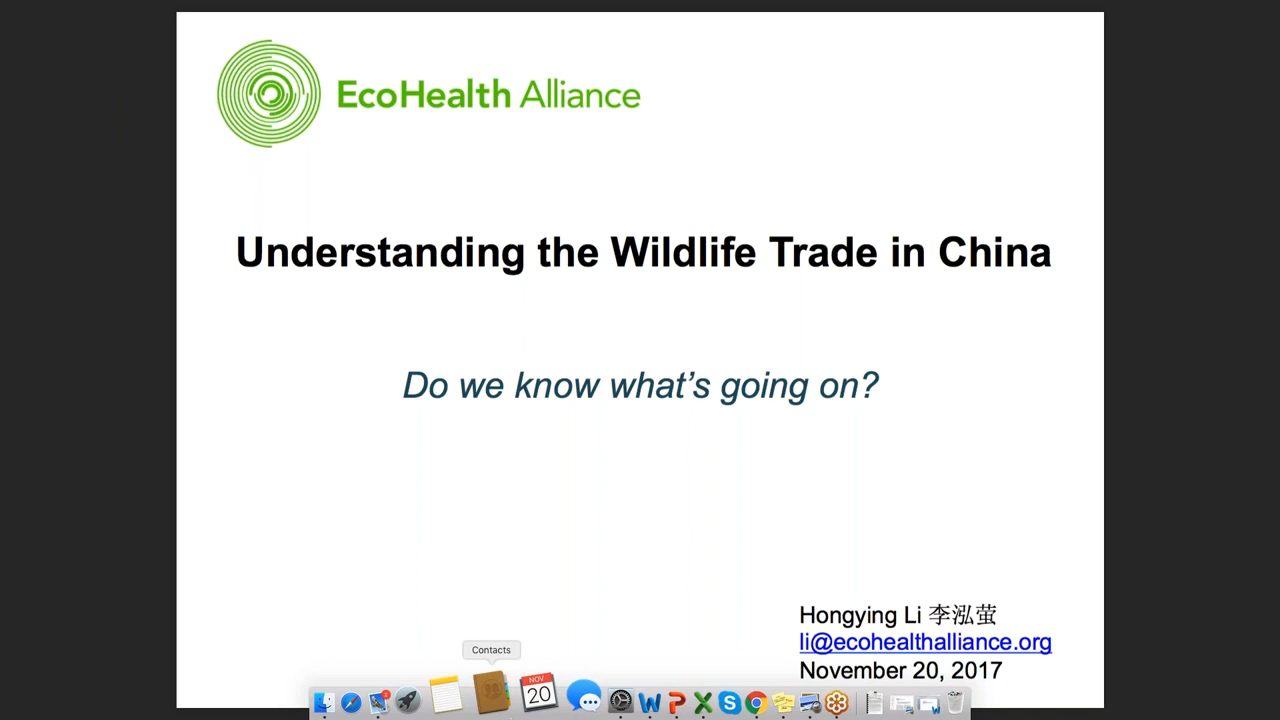 EcoHealth Alliance
Understanding the Wildlife Trade in China
Do we know what's going on?
Hongying Li 李泓萤
li@ecohealthalliance.org
November 20, 2017
Contacts
NOV
20